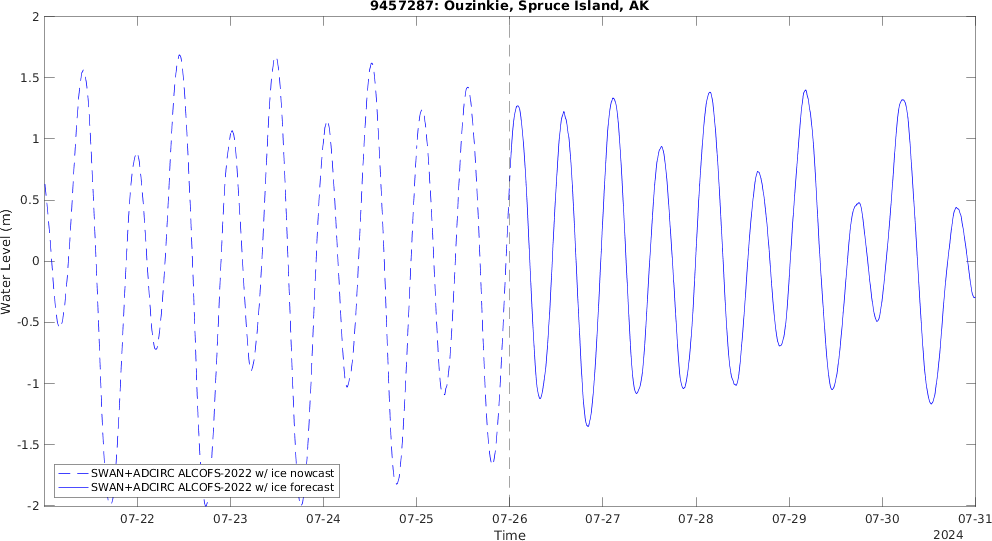 9457287: Ouzinkie, Spruce Island, AK
Water Level (m)
2
1.5
1
0.5
0
-0.5
-1
-1.5
-2
SWAN+ADCIRC ALCOFS-2022 w/ ice nowcast
SWAN+ADCIRC ALCOFS-2022 w/ ice forecast
07-22 07-23 07-24 07-25 07-26 07-27 07-28 07-29 07-30 07-31
Time
2024